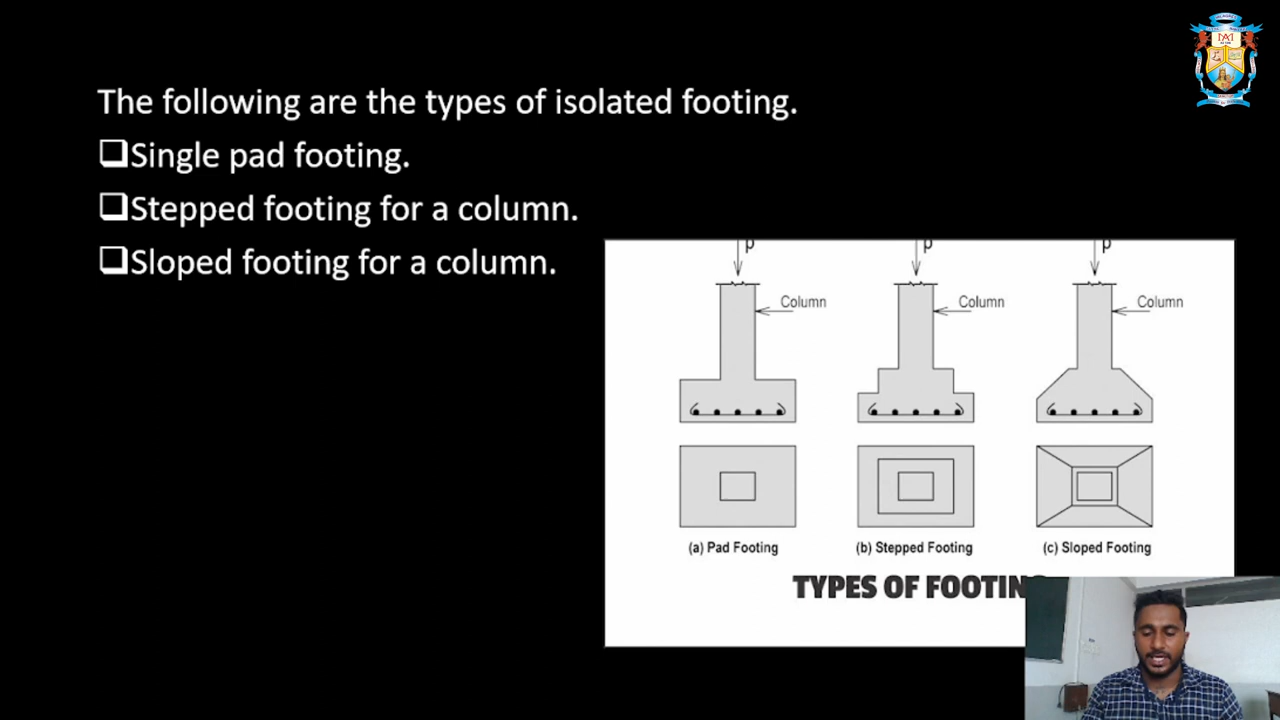 The following are the types of isolated footing.
❑Single pad footing.
❑Stepped footing for a column.
❑Sloped footing for a column.
P P P
Column Column Column
(a) Pad Footing (b) Stepped Footing (c) Sloped Footing
TYPES OF FOOTIN